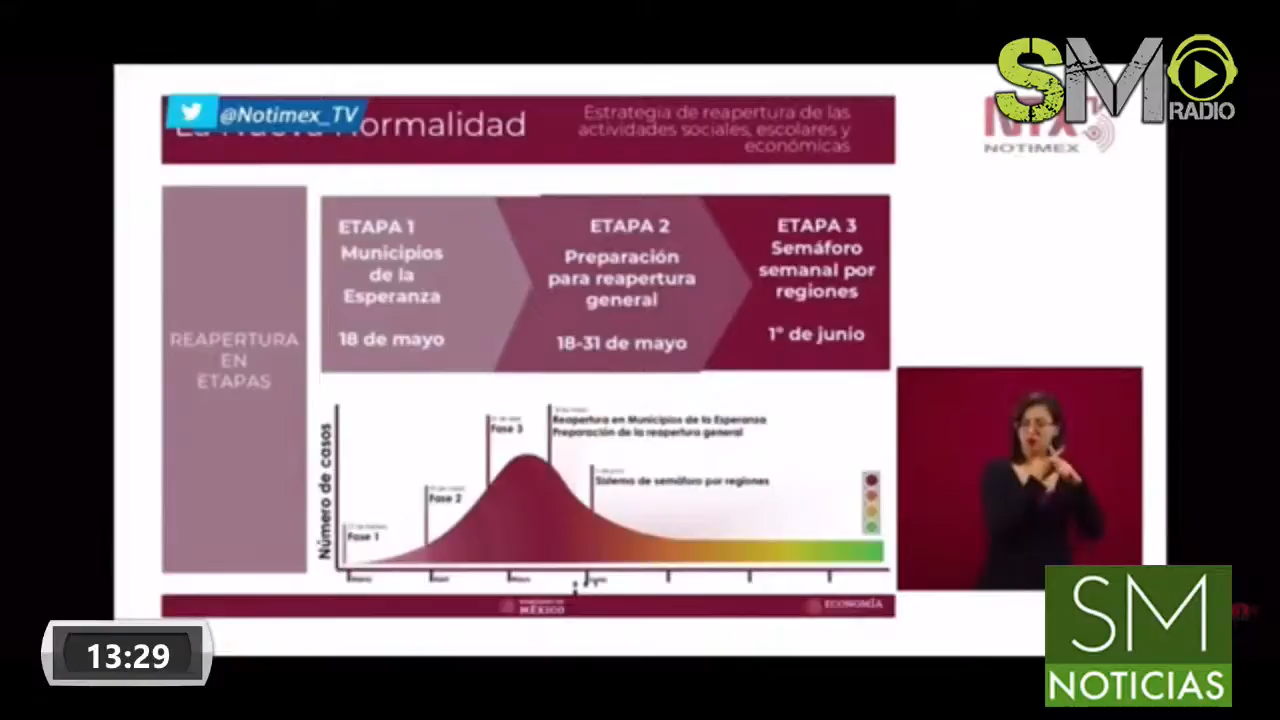 SM
RADIO
@Notimex_TV
Normalidad
Estrategia de reapertura de las
actividades sociales, escolares y
económicas
NOTIMEX
REAPERTURA
EN
ETAPAS
ETAPA 1
Municipios
de la
Esperanza
18 de mayo
ETAPA 2
Preparación
para reapertura
general
18-31 de mayo
ETAPA 3
Semáforo
semanal por
regiones
1° de junio
Número de casos
Fase 1
Fase 2
Fase 3
Reapertura en Municipios de la Esperanza
Preparación de la reapertura general
Sistema de semáforo por regiones
MÉXICO
ECONOMÍA
13:29
SM
NOTICIAS